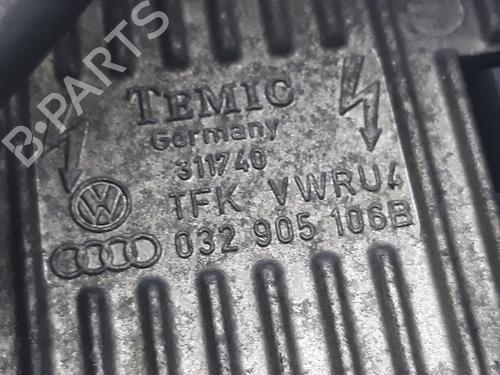 B-PARTS
TEMIC
Germany
311740
TFK VWRU4
032 905 106B